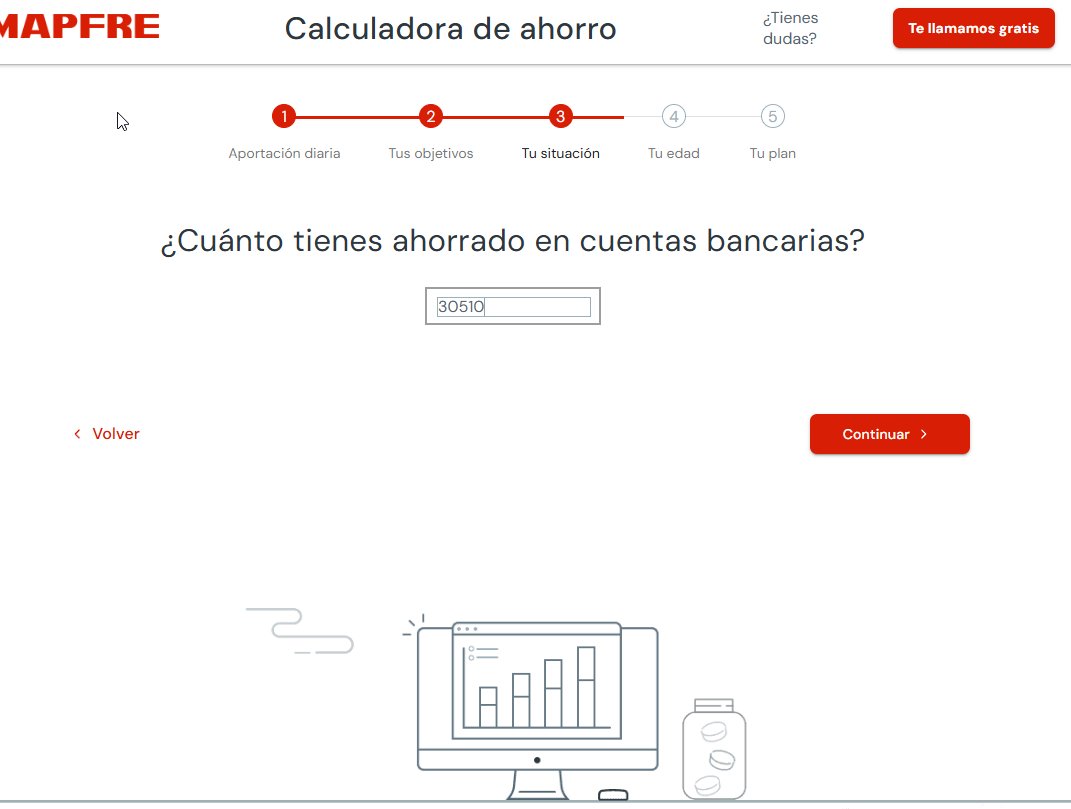 MAPFRE
Calculadora de ahorro
¿Tienes
dudas?
Te llamamos gratis
1
2
3
4
5
Aportación diaria
Tus objetivos
Tu situación
Tu edad
Tu plan
¿Cuánto tienes ahorrado en cuentas bancarias?
30510
Volver
Continuar